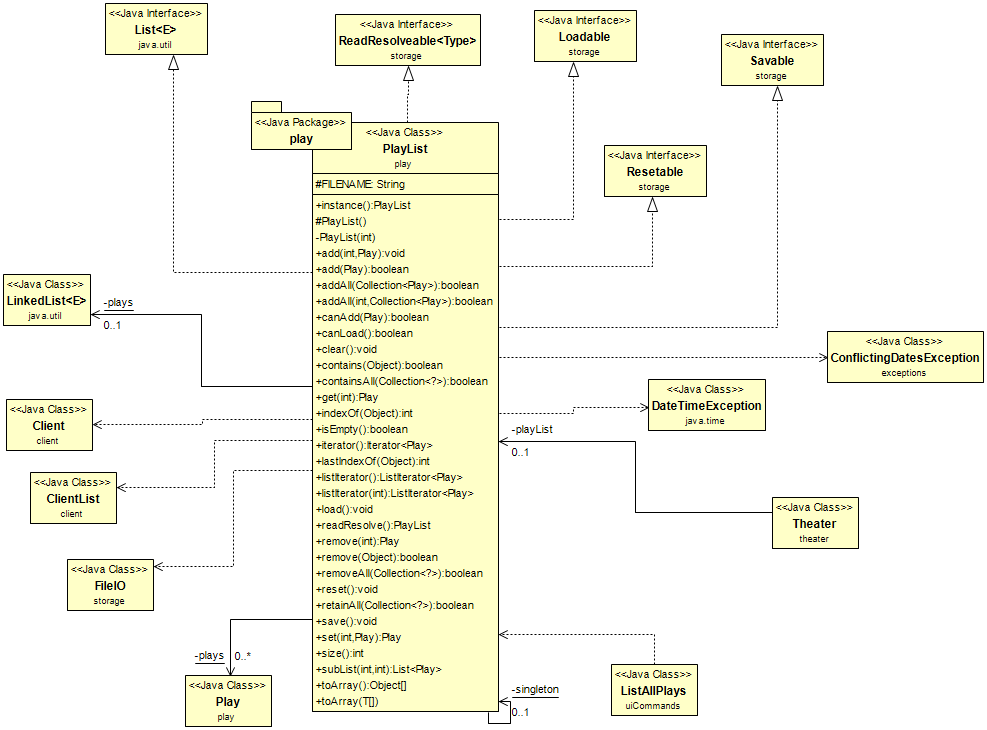 <<Java Interface>>
List<E>
java.util
<<Java Interface>>
ReadResolveable<Type>
storage
<<Java Interface>>
Loadable
storage
<<Java Interface>>
Savable
storage
<<Java Package>>
play
<<Java Class>>
PlayList
play
<<Java Interface>>
Resetable
storage
#FILENAME: String
+instance():PlayList
#PlayList()
-PlayList(int)
+add(int,Play):void
+add(Play):boolean
+addAll(Collection<Play>):boolean
+addAll(int,Collection<Play>):boolean
+canAdd(Play):boolean
+canLoad():boolean
+clear():void
+contains(Object):boolean
+containsAll(Collection<?>):boolean
+get(int):Play
+indexOf(Object):int
+isEmpty():boolean
+iterator():Iterator<Play>
+lastIndexOf(Object):int
+listIterator():ListIterator<Play>
+listIterator(int):ListIterator<Play>
+load():void
+readResolve():PlayList
+remove(int):Play
+remove(Object):boolean
+removeAll(Collection<?>):boolean
+reset():void
+retainAll(Collection<?>):boolean
+save():void
+set(int,Play):Play
+size():int
+subList(int,int):List<Play>
+toArray():Object[]
+toArray(T[])
<<Java Class>>
LinkedList<E>
java.util
-plays
0..1
<<Java Class>>
ConflictingDatesException
exceptions
<<Java Class>>
DateTimeException
java.time
<<Java Class>>
Client
client
-playList
0..1
<<Java Class>>
ClientList
client
<<Java Class>>
Theater
theater
<<Java Class>>
FileIO
storage
-plays
0..*
<<Java Class>>
Play
play
<<Java Class>>
ListAllPlays
uiCommands
-singleton
0..1